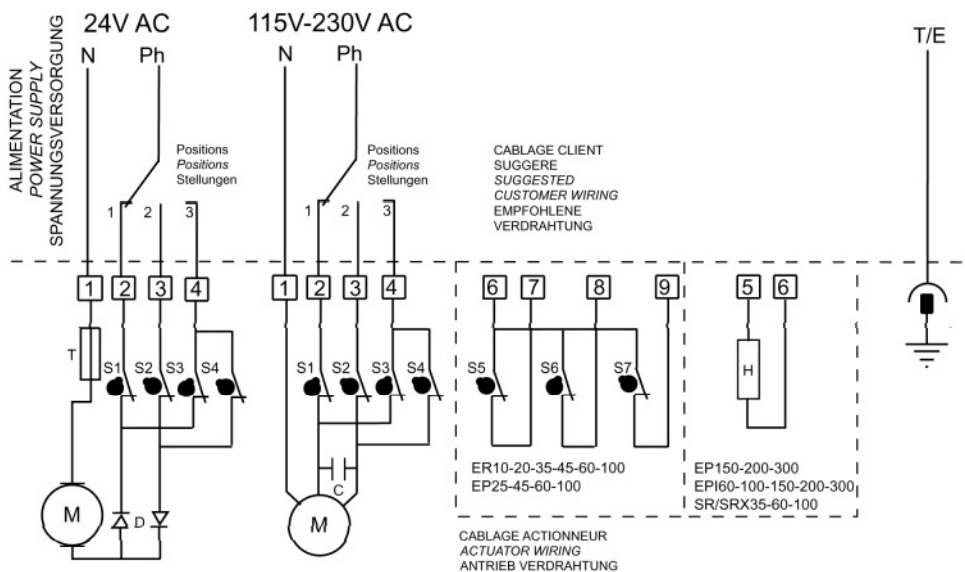 24V AC
115V-230V AC
N
Ph
N
Ph
T/E
ALIMENTATION
POWER SUPPLY
SPANNUNGSVERSORGUNG
Positions
Positions
Stellungen
Positions
Positions
Stellungen
CABLAGE CLIENT
SUGGERE
SUGGESTED
CUSTOMER WIRING
EMPFOHLENE
VERDRAHTUNG
1 2 3
1 2 3
1 2 3 4
1 2 3 4
6 7 8 9
5 6
T
S1 S2 S3 S4
S1 S2 S3 S4
S5 S6 S7
H
ER10-20-35-45-60-100
EP25-45-60-100
EP150-200-300
EPI60-100-150-200-300
SR/SRX35-60-100
C
M
D
M
CABLAGE ACTIONNEUR
ACTUATOR WIRING
ANTRIEB VERDRAHTUNG